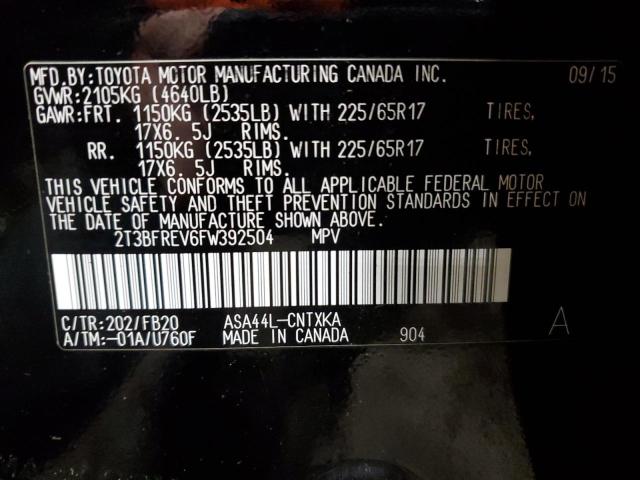 MFD.BY:TOYOTA MOTOR MANUFACTURING CANADA INC. 09/15
GVWR:2105KG (4640LB)
GAWR:FRT. 1150KG (2535LB) WITH 225/65R17 TIRES,
17X6. 5J RIMS.
RR. 1150KG (2535LB) WITH 225/65R17 TIRES,
17X6. 5J RIMS.
THIS VEHICLE CONFORMS TO ALL APPLICABLE FEDERAL MOTOR
VEHICLE SAFETY AND THEFT PREVENTION STANDARDS IN EFFECT ON
THE DATE OF MANUFACTURE SHOWN ABOVE.
2T3BFREV6FW392504 MPV
C/TR:202/FB20 ASA44L-CNTXKA A
A/TM:-01A/U760F MADE IN CANADA 904